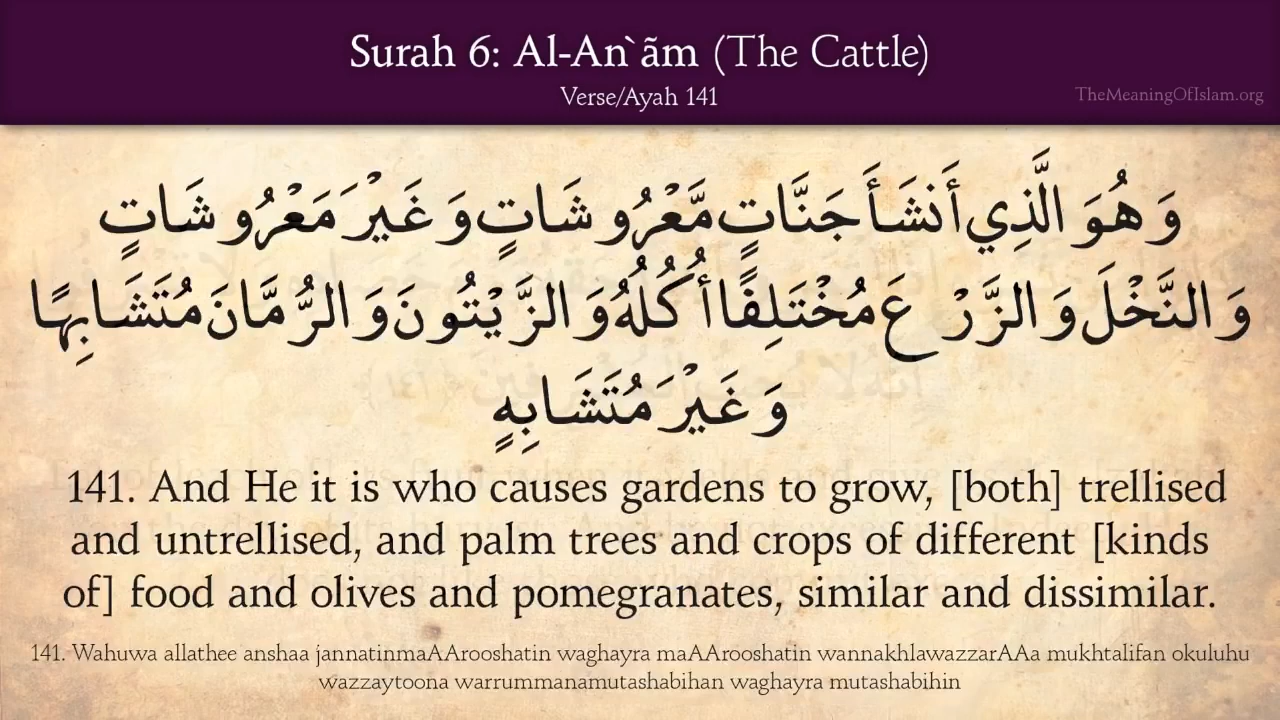 Surah 6: Al-An`ãm (The Cattle)
Verse/Ayah 141
TheMeaningOfIslam.org
وَهُوَ الَّذِي أَنشَأَ جَنَّاتٍ مَّعْرُوشَاتٍ وَغَيْرَ مَعْرُوشَاتٍ
وَالنَّخْلَ وَالزَّرْعَ مُخْتَلِفًا أُكُلُهُ وَالزَّيْتُونَ وَالرُّمَّانَ مُتَشَابِهًا
وَغَيْرَ مُتَشَابِهٍ
141. And He it is who causes gardens to grow, [both] trellised
and untrellised, and palm trees and crops of different [kinds
of] food and olives and pomegranates, similar and dissimilar.
141. Wahuwa allathee anshaa jannatinmaAArooshatin waghayra maAArooshatin wannakhlawazzarAAa mukhtalifan okuluhu
wazzaytoona warrummanamutashabihan waghayra mutashabihin